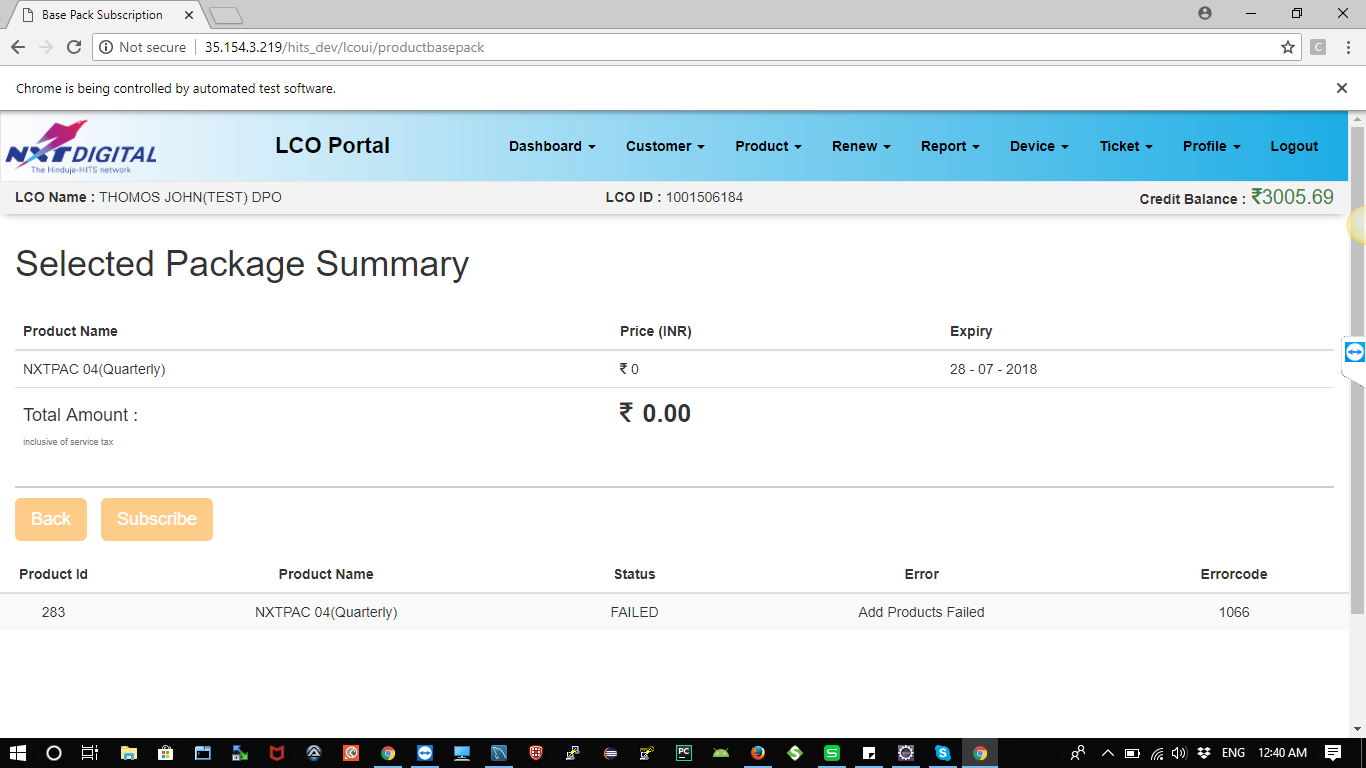 Base Pack Subscription
Not secure 35.154.3.219/hits_dev/lcoui/productbasepack
C
Chrome is being controlled by automated test software.
NXT DIGITAL
The Hinduja-HITS network
LCO Portal
Dashboard Customer Product Renew Report Device Ticket Profile Logout
LCO Name : THOMOS JOHN(TEST) DPO LCO ID : 1001506184 Credit Balance : ₹3005.69
Selected Package Summary
Product Name Price (INR) Expiry
NXTPAC 04(Quarterly) ₹ 0 28 - 07 - 2018
Total Amount : ₹ 0.00
inclusive of service tax
Back Subscribe
Product Id Product Name Status Error Errorcode
283 NXTPAC 04(Quarterly) FAILED Add Products Failed 1066
PC S S ENG 12:40 AM